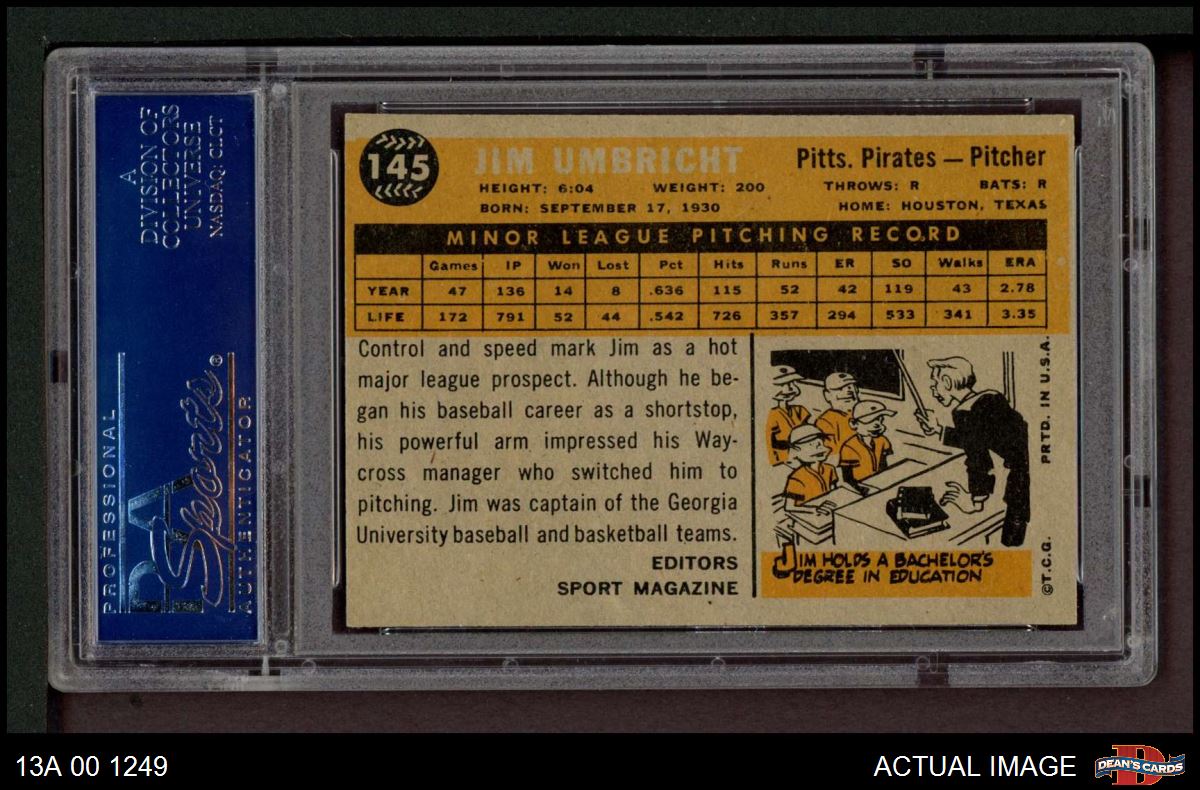 A
DIVISION OF
COLLECTORS
UNIVERSE
NASDAQ: CLCT
PROFESSIONAL
PSA
Sports®
AUTHENTICATOR
145
JIM UMBRICHT
Pitts. Pirates — Pitcher
HEIGHT: 6:04 WEIGHT: 200 THROWS: R BATS: R
BORN: SEPTEMBER 17, 1930 HOME: HOUSTON, TEXAS
MINOR LEAGUE PITCHING RECORD
Games IP Won Lost Pct Hits Runs ER SO Walks ERA
YEAR 47 136 14 8 .636 115 52 42 119 43 2.78
LIFE 172 791 52 44 .542 726 357 294 533 341 3.35
Control and speed mark Jim as a hot
major league prospect. Although he be-
gan his baseball career as a shortstop,
his powerful arm impressed his Way-
cross manager who switched him to
pitching. Jim was captain of the Georgia
University baseball and basketball teams.
EDITORS
SPORT MAGAZINE
JIM HOLDS A BACHELOR'S
DEGREE IN EDUCATION
©T.C.G. PRTD. IN U.S.A.
13A 00 1249
ACTUAL IMAGE
D
DEAN'S CARDS